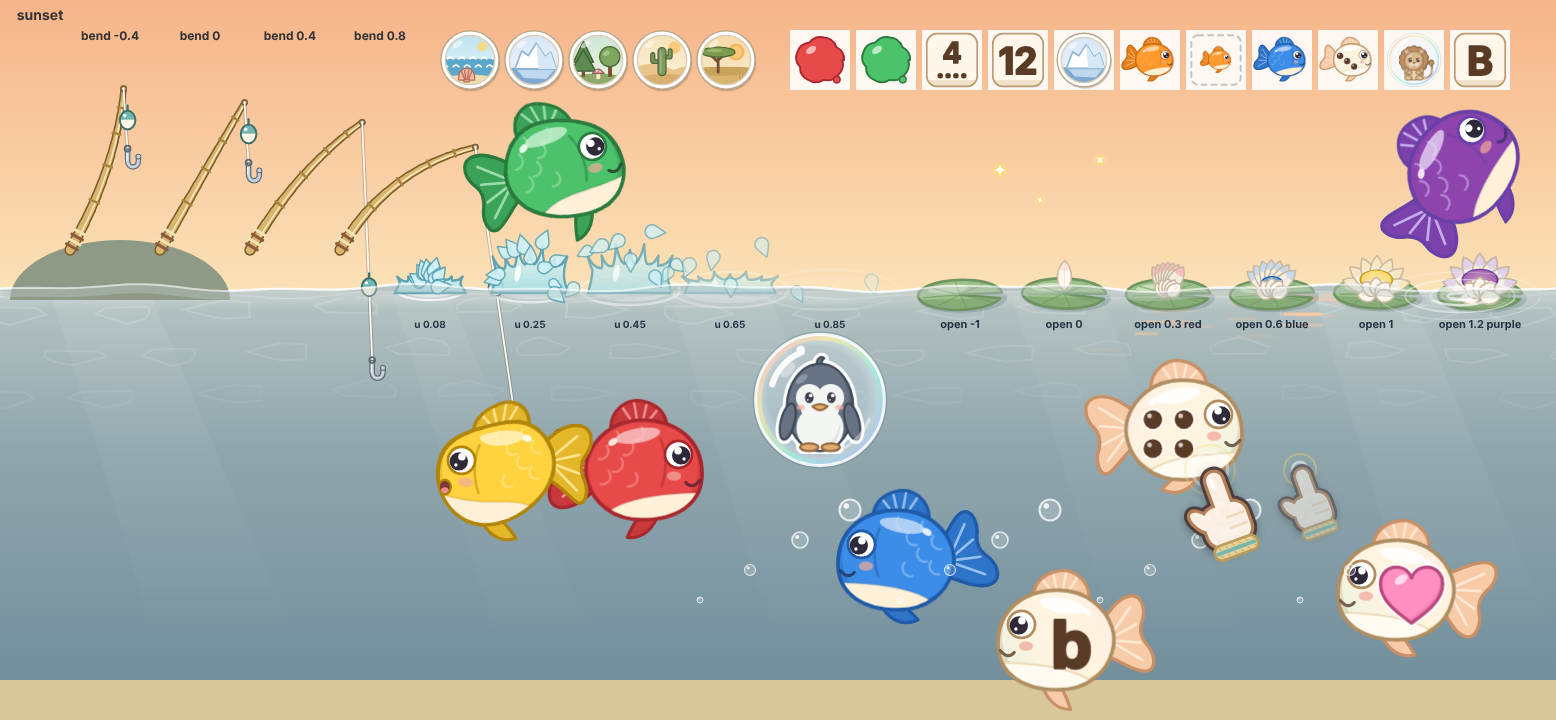 sunset
bend -0.4
bend 0
bend 0.4
bend 0.8
4
12
B
u 0.08
u 0.25
u 0.45
u 0.65
u 0.85
open -1
open 0
open 0.3 red
open 0.6 blue
open 1
open 1.2 purple
b